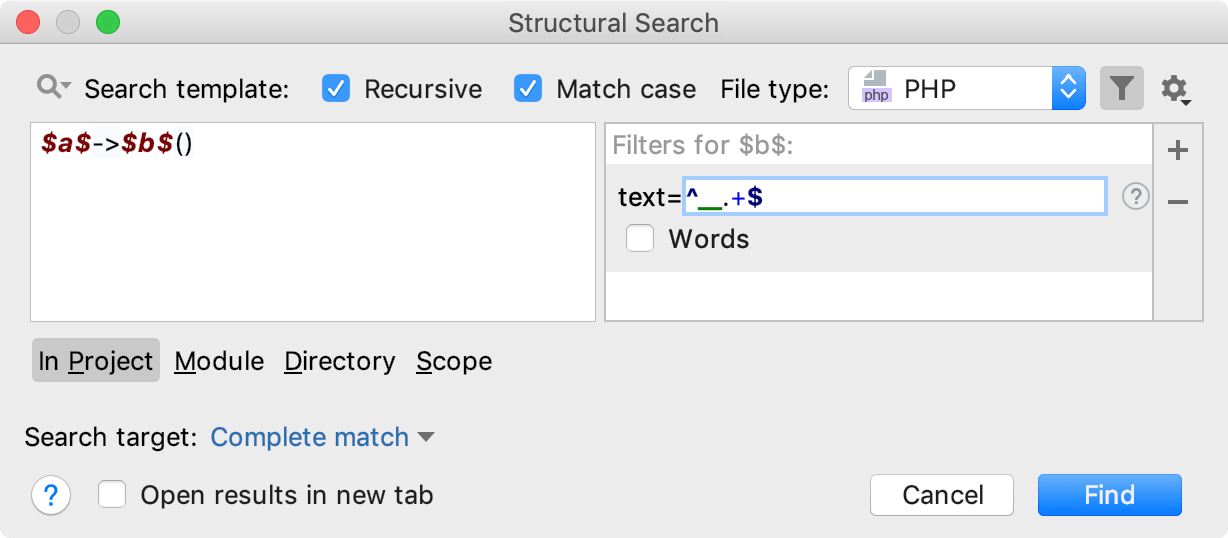 Structural Search
Search template: Recursive Match case File type: php PHP
$a$->$b$()
Filters for $b$:
text=^__.+$ ?
Words
In Project Module Directory Scope
Search target: Complete match
? Open results in new tab Cancel Find